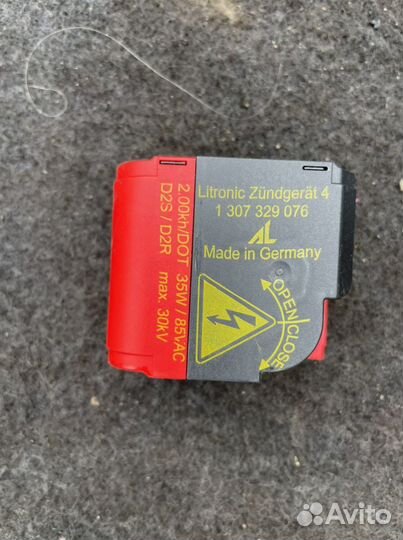 Litronic Zündgerät 4
1 307 329 076
AL
Made in Germany
OPEN
CLOSE
2.00kh/DOT 35W / 85VAC
D2S / D2R max. 30kV
Avito